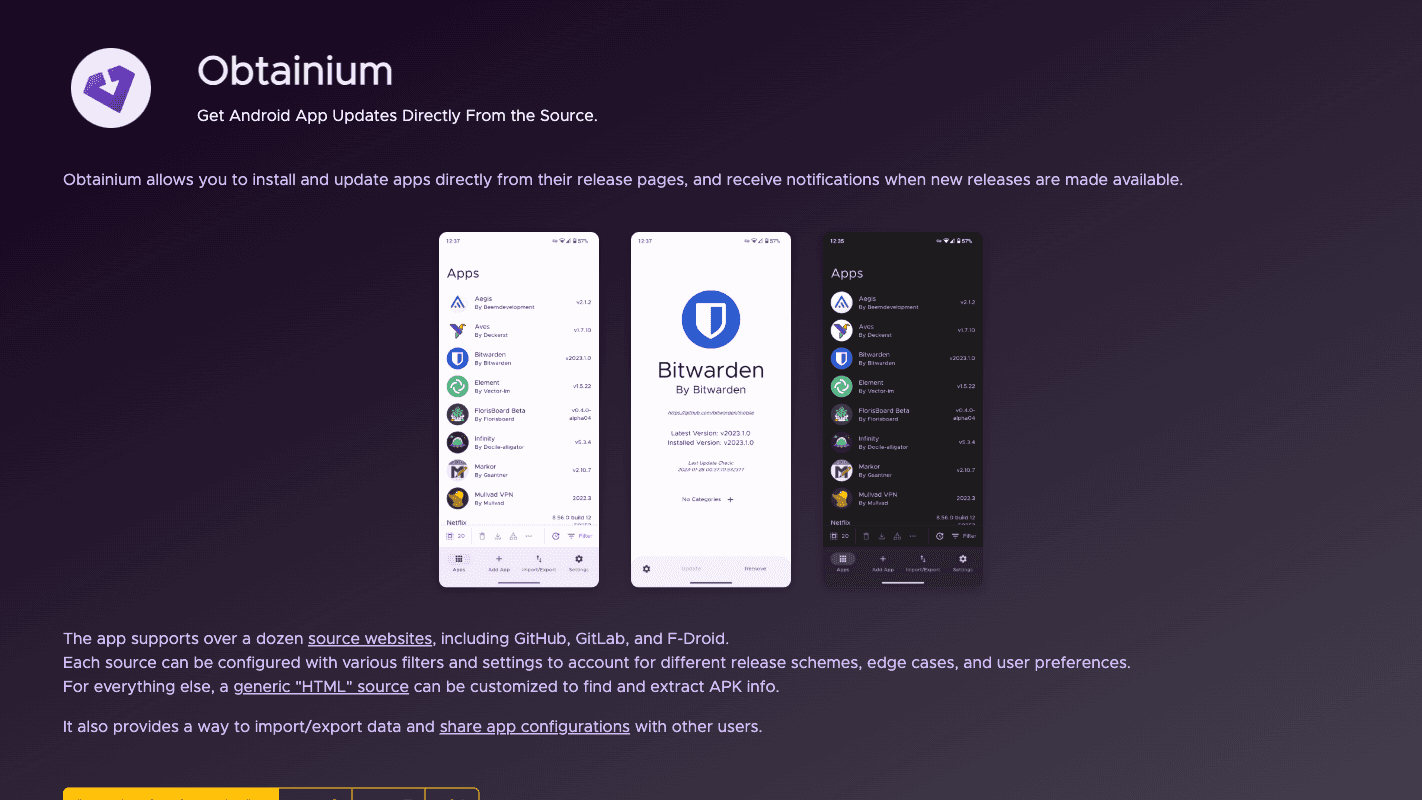 Obtainium
Get Android App Updates Directly From the Source.
Obtainium allows you to install and update apps directly from their release pages, and receive notifications when new releases are made available.
12:37
57%
Apps
Aegis
By Beemdevelopment
v2.1.2
Aves
By Deckerst
v1.7.10
Bitwarden
By Bitwarden
v2023.1.0
Element
By Vector-im
v1.5.22
FlorisBoard Beta
By Florisboard
v0.4.0-
alpha04
Infinity
By Docile-alligator
v5.3.4
Markor
By Gsantner
v2.10.7
Mullvad VPN
By Mullvad
2022.3
Netflix
8.56.0 build 12
20
Filter
Apps
Add App
Import/Export
Settings
12:37
57%
Bitwarden
By Bitwarden
https://github.com/bitwarden/mobile
Latest Version: v2023.1.0
Installed Version: v2023.1.0
Last Update Check:
No Categories +
Update
Remove
12:35
57%
Apps
Aegis
By Beemdevelopment
v2.1.2
Aves
By Deckerst
v1.7.10
Bitwarden
By Bitwarden
v2023.1.0
Element
By Vector-im
v1.5.22
FlorisBoard Beta
By Florisboard
v0.4.0-
alpha04
Infinity
By Docile-alligator
v5.3.4
Markor
By Gsantner
v2.10.7
Mullvad VPN
By Mullvad
2022.3
Netflix
8.56.0 build 12
20
Filter
Apps
Add App
Import/Export
Settings
The app supports over a dozen source websites, including GitHub, GitLab, and F-Droid.
Each source can be configured with various filters and settings to account for different release schemes, edge cases, and user preferences.
For everything else, a generic "HTML" source can be customized to find and extract APK info.
It also provides a way to import/export data and share app configurations with other users.